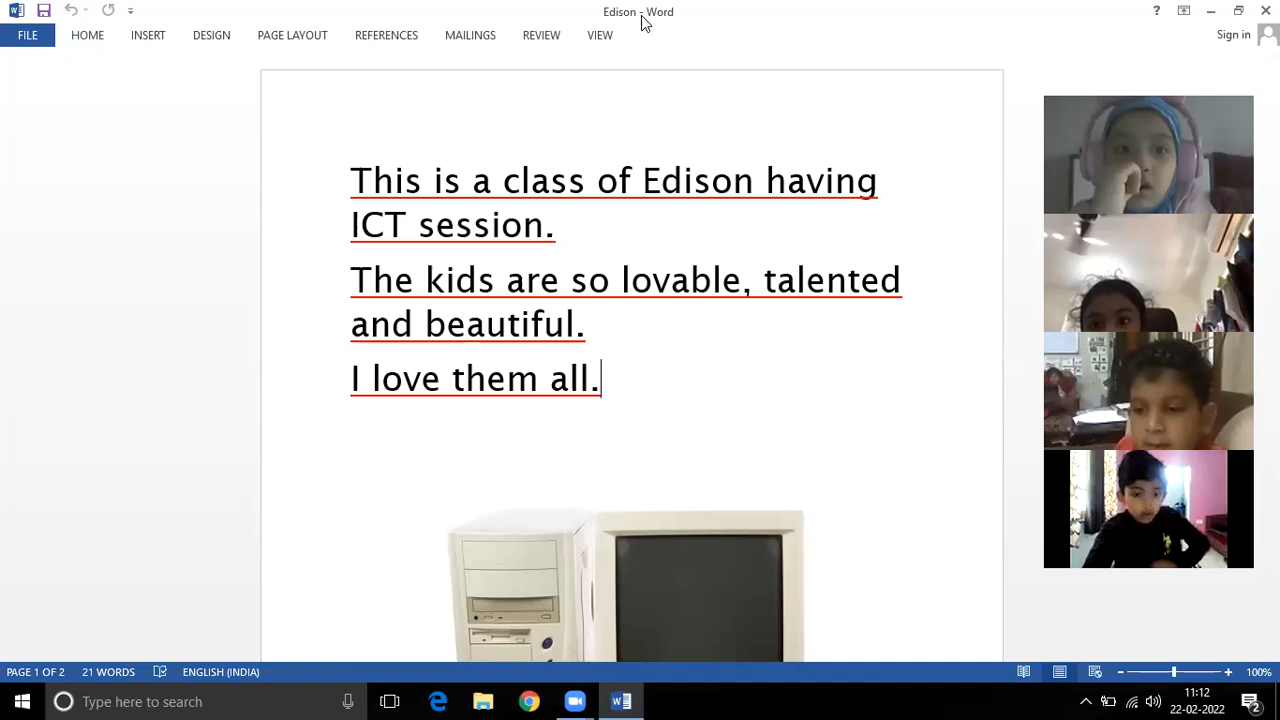 Edison - Word
?
FILE HOME INSERT DESIGN PAGE LAYOUT REFERENCES MAILINGS REVIEW VIEW Sign in
This is a class of Edison having
ICT session.
The kids are so lovable, talented
and beautiful.
I love them all.
PAGE 1 OF 2 21 WORDS ENGLISH (INDIA) 100%
Type here to search
11:12
22-02-2022
2